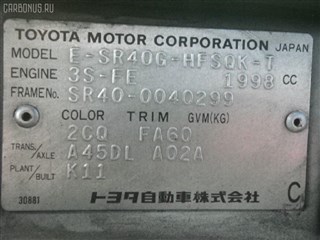 CARBONUS.RU
TOYOTA MOTOR CORPORATION JAPAN
MODEL E-SR40G-HFSQK-T
ENGINE 3S-FE 1998 CC
FRAME No. SR40-0040299
COLOR TRIM GVM(KG)
2CQ FA60
TRANS/AXLE A45DL A02A
PLANT/BUILT K11
トヨタ自動車株式会社
30881 C